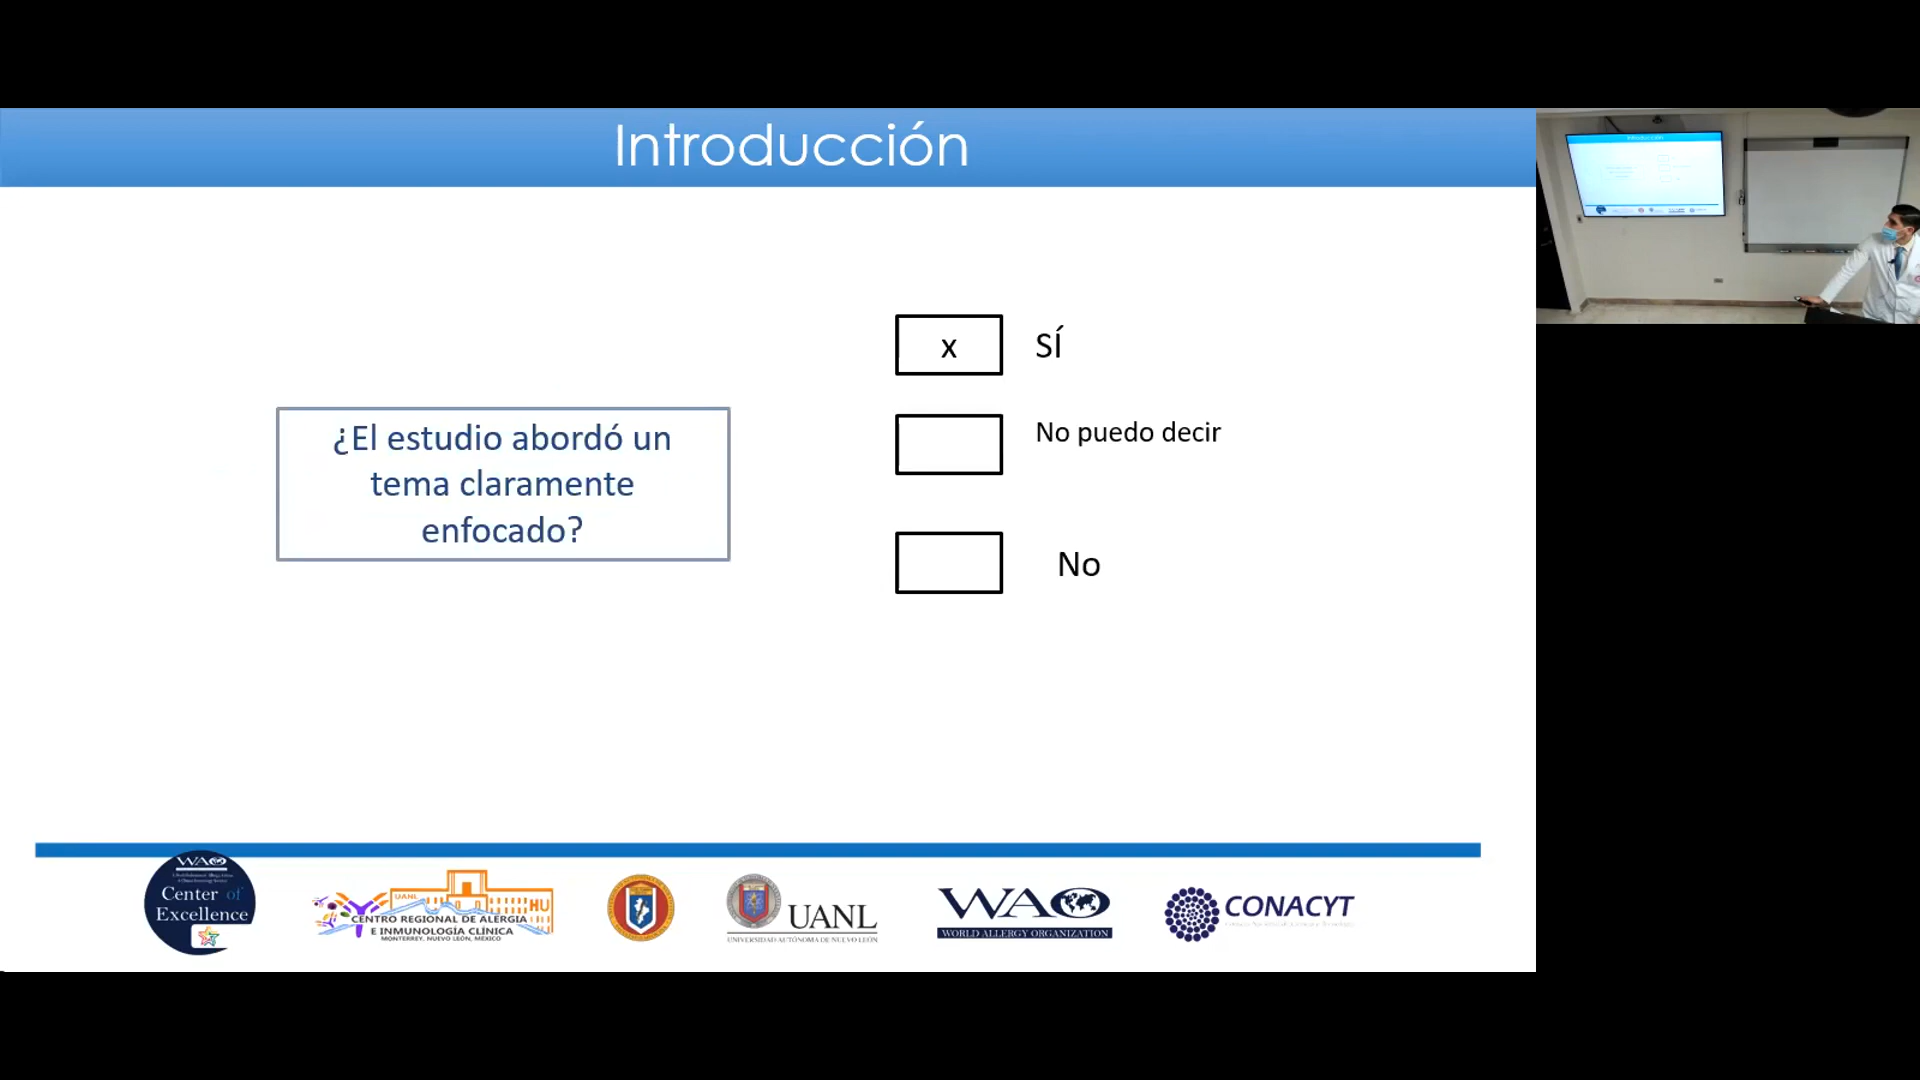 Introducción
x
SÍ
¿El estudio abordó un
tema claramente
enfocado?
No puedo decir
No
WAO
Center of
Excellence
UANL
HU
CENTRO REGIONAL DE ALERGIA
E INMUNOLOGÍA CLÍNICA
MONTERREY, NUEVO LEÓN, MÉXICO
UANL
UNIVERSIDAD AUTÓNOMA DE NUEVO LEÓN
WAO
WORLD ALLERGY ORGANIZATION
CONACYT